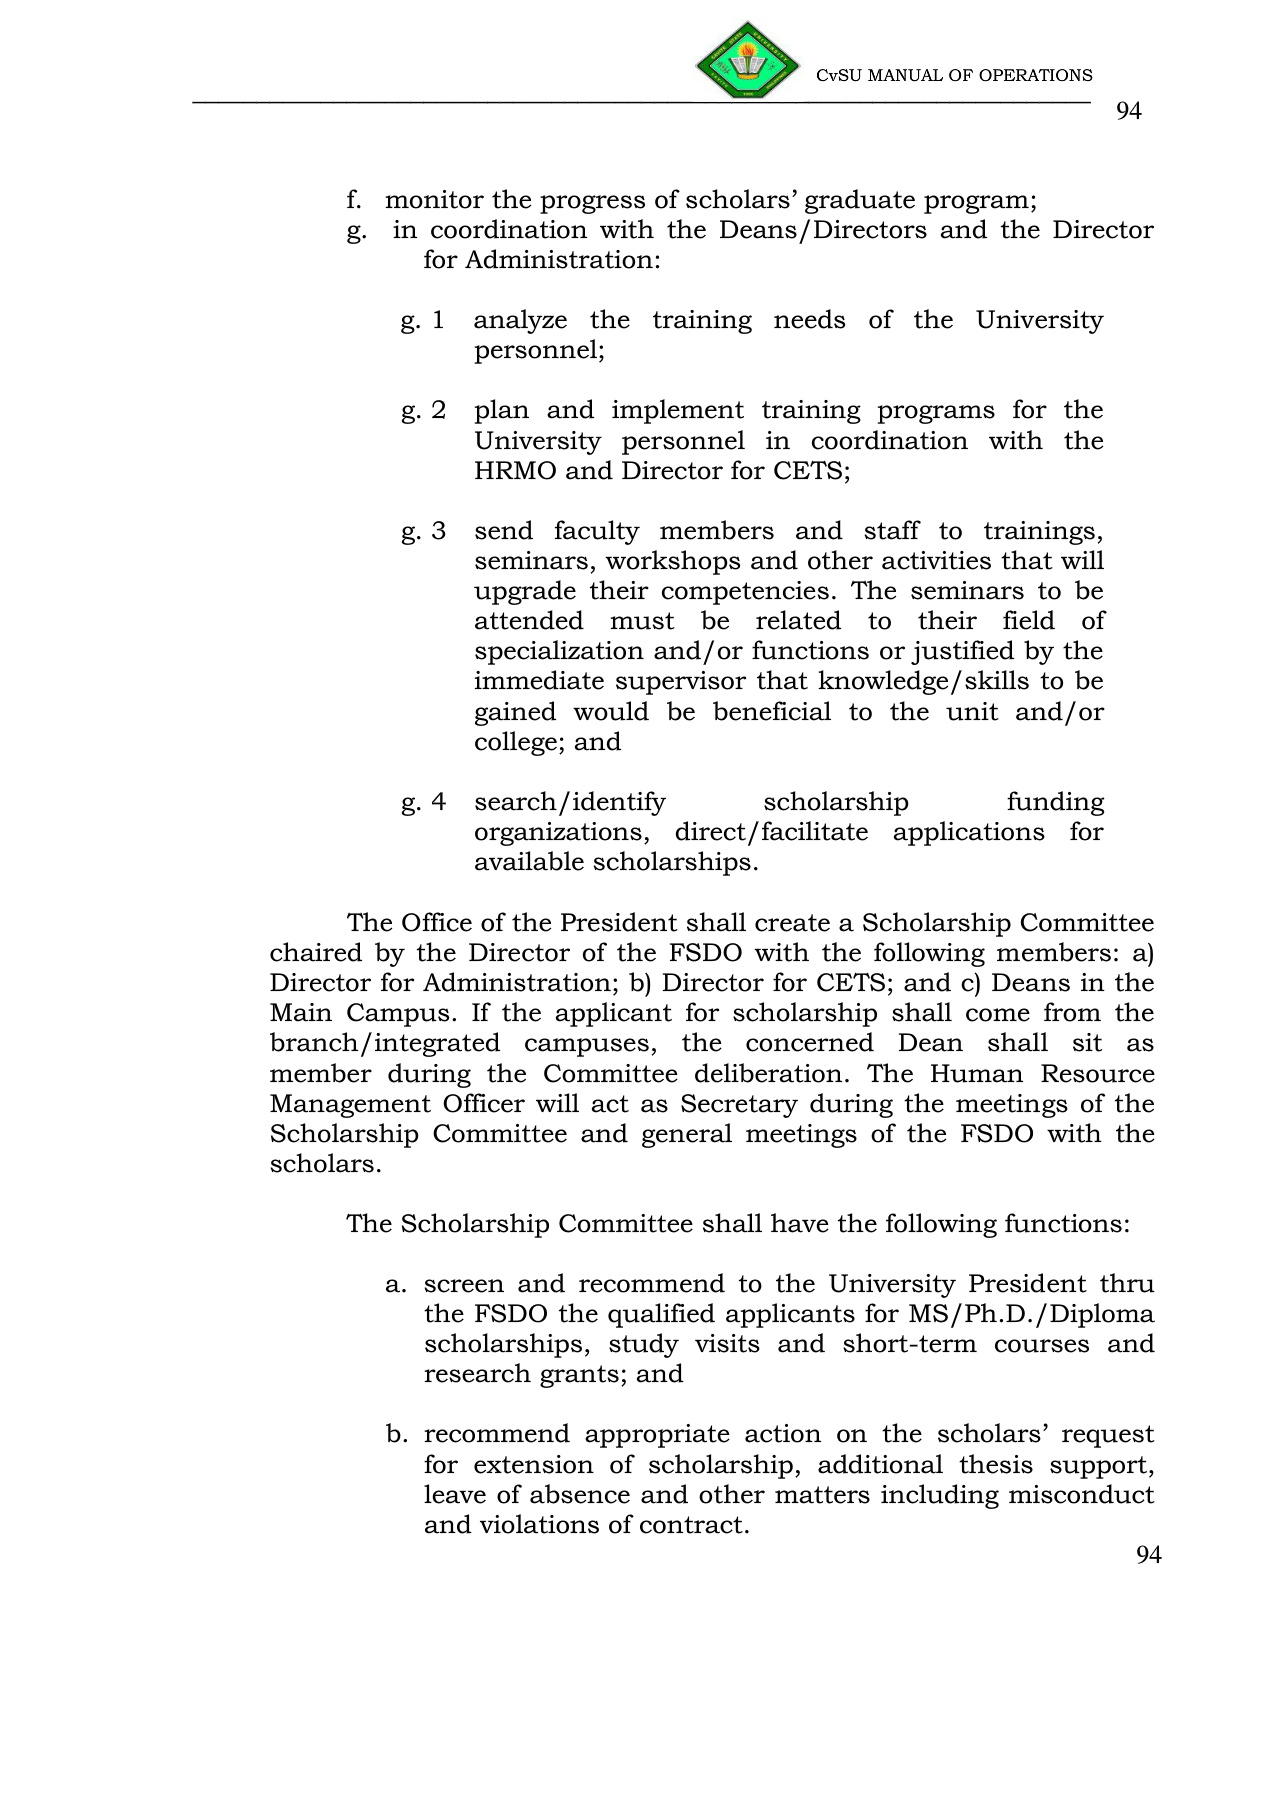 CvSU MANUAL OF OPERATIONS
94
f. monitor the progress of scholars’ graduate program;
g. in coordination with the Deans/Directors and the Director
for Administration:
g. 1 analyze the training needs of the University
personnel;
g. 2 plan and implement training programs for the
University personnel in coordination with the
HRMO and Director for CETS;
g. 3 send faculty members and staff to trainings,
seminars, workshops and other activities that will
upgrade their competencies. The seminars to be
attended must be related to their field of
specialization and/or functions or justified by the
immediate supervisor that knowledge/skills to be
gained would be beneficial to the unit and/or
college; and
g. 4 search/identify scholarship funding
organizations, direct/facilitate applications for
available scholarships.
The Office of the President shall create a Scholarship Committee
chaired by the Director of the FSDO with the following members: a)
Director for Administration; b) Director for CETS; and c) Deans in the
Main Campus. If the applicant for scholarship shall come from the
branch/integrated campuses, the concerned Dean shall sit as
member during the Committee deliberation. The Human Resource
Management Officer will act as Secretary during the meetings of the
Scholarship Committee and general meetings of the FSDO with the
scholars.
The Scholarship Committee shall have the following functions:
a. screen and recommend to the University President thru
the FSDO the qualified applicants for MS/Ph.D./Diploma
scholarships, study visits and short-term courses and
research grants; and
b. recommend appropriate action on the scholars’ request
for extension of scholarship, additional thesis support,
leave of absence and other matters including misconduct
and violations of contract.
94